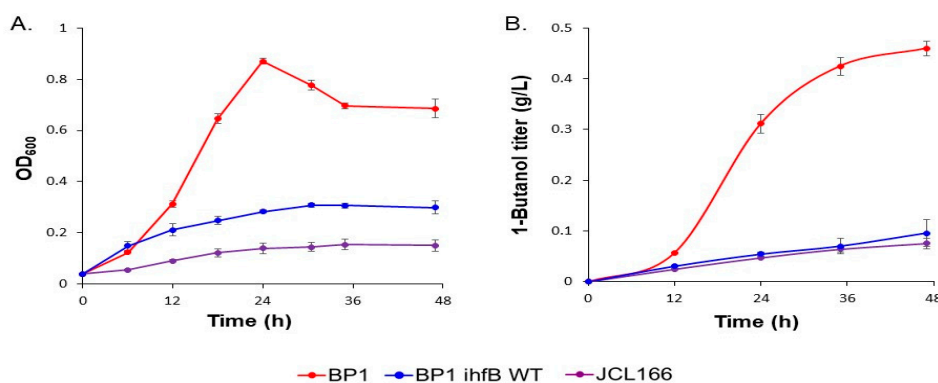 A.
1
0.8
0.6
0.4
0.2
0
OD600
0 12 24 36 48
Time (h)
B.
0.5
0.4
0.3
0.2
0.1
0
1-Butanol titer (g/L)
0 12 24 36 48
Time (h)
BP1 BP1 ihfB WT JCL166